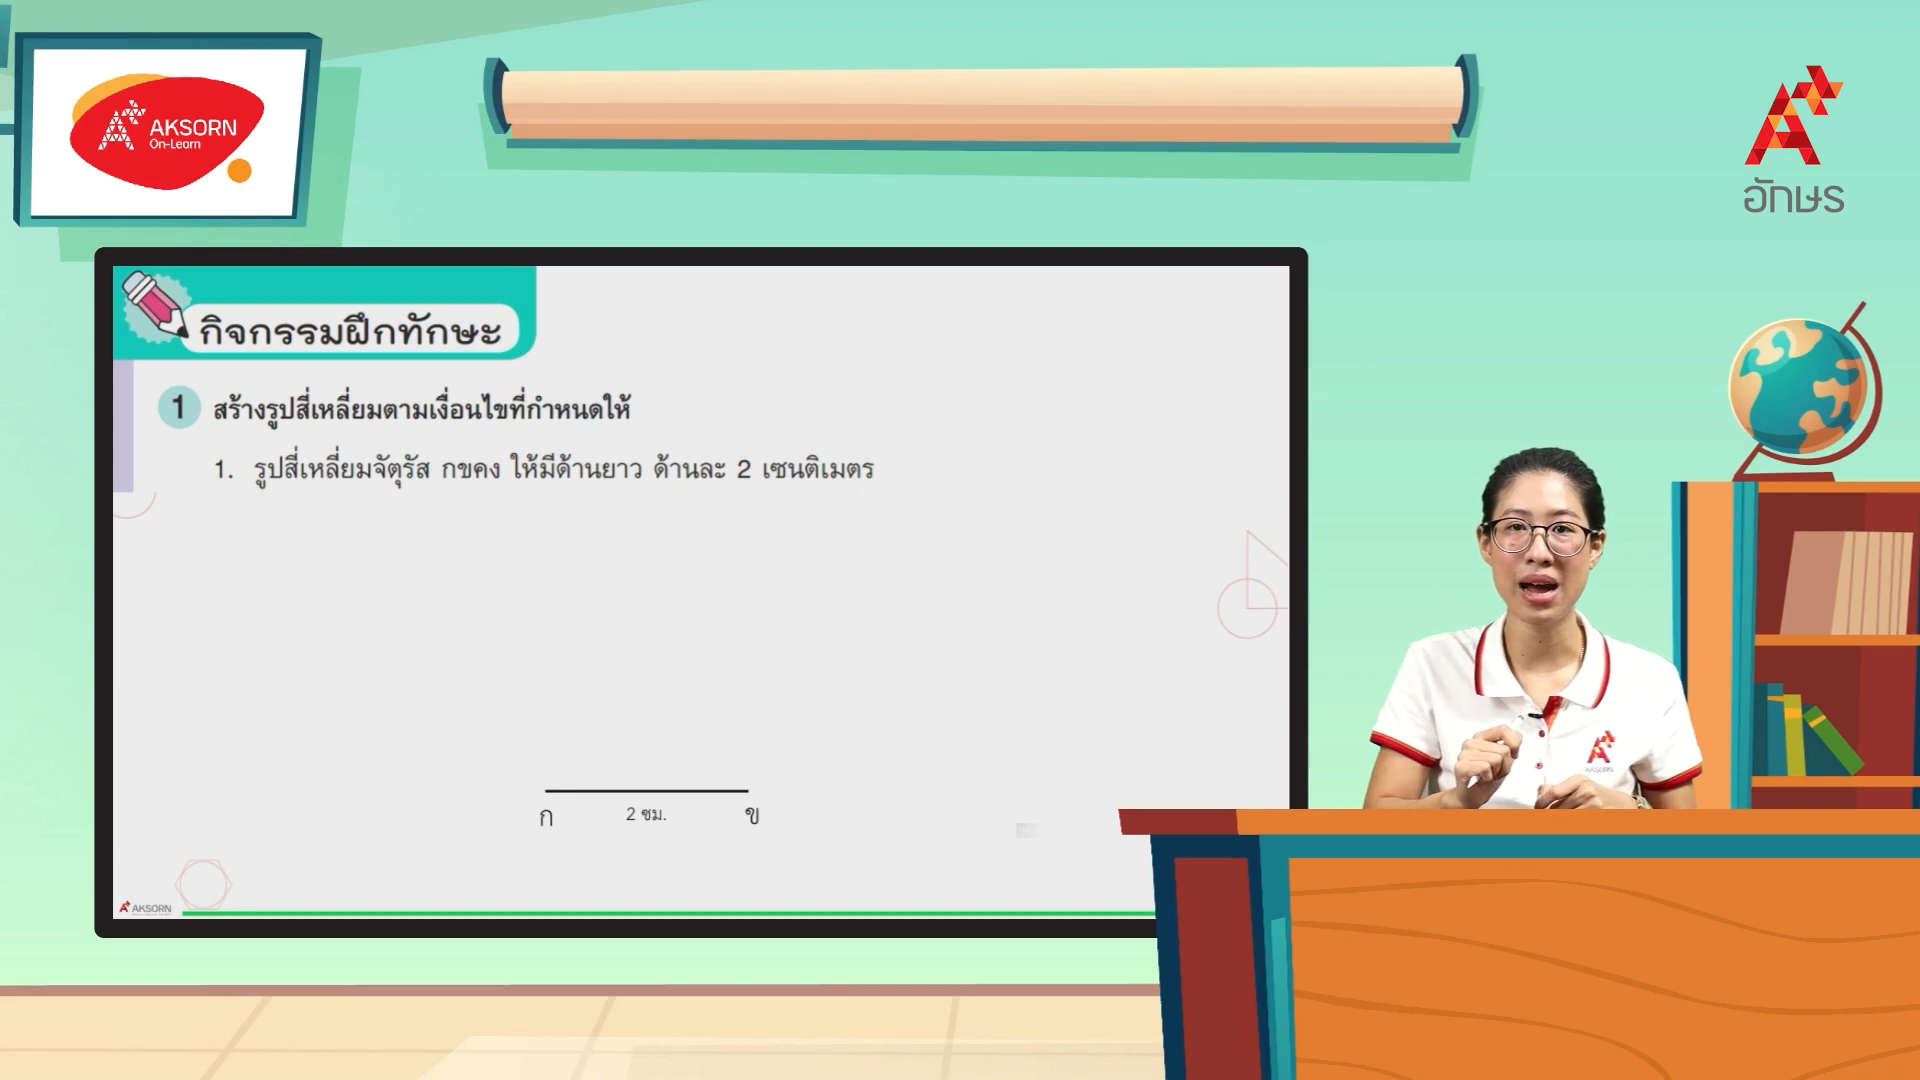 AKSORN
On-Learn
อักษร
กิจกรรมฝึกทักษะ
1 สร้างรูปสี่เหลี่ยมตามเงื่อนไขที่กำหนดให้
1. รูปสี่เหลี่ยมจัตุรัส กขคง ให้มีด้านยาว ด้านละ 2 เซนติเมตร
ก 2 ซม. ข
AKSORN
AKSORN